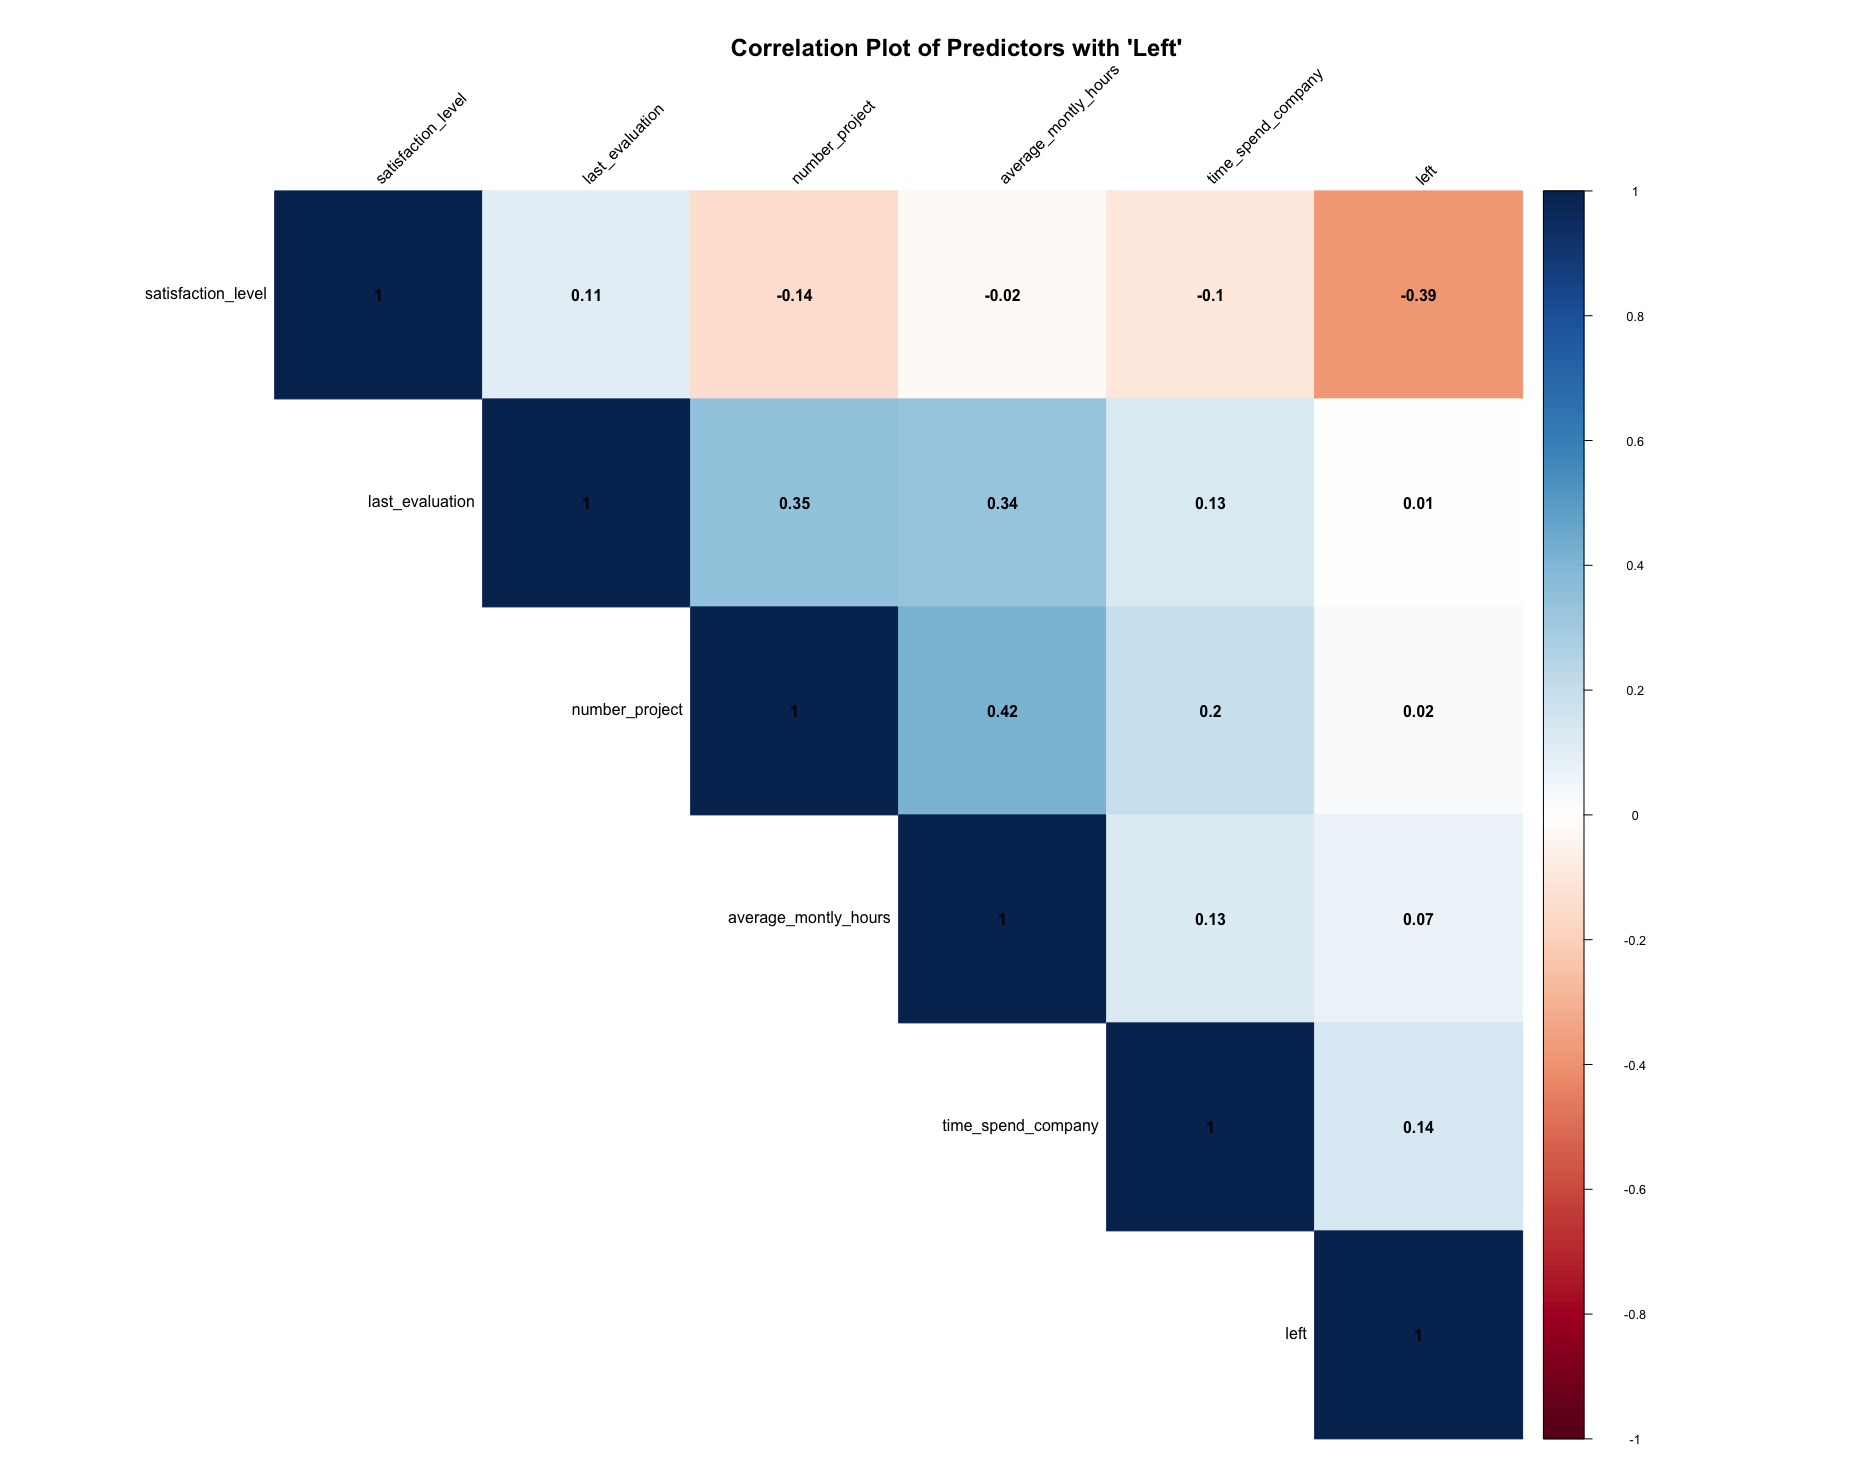 Correlation Plot of Predictors with 'Left'
satisfaction_level
last_evaluation
number_project
average_montly_hours
time_spend_company
left
satisfaction_level
1
0.11
-0.14
-0.02
-0.1
-0.39
last_evaluation
1
0.35
0.34
0.13
0.01
number_project
1
0.42
0.2
0.02
average_montly_hours
1
0.13
0.07
time_spend_company
1
0.14
left
1
1
0.8
0.6
0.4
0.2
0
-0.2
-0.4
-0.6
-0.8
-1